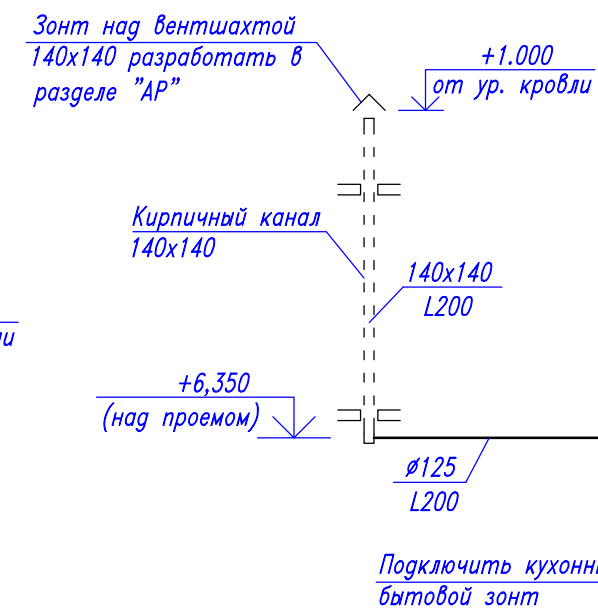 Зонт над вентшахтой
140х140 разработать в
разделе "АР"
+1.000
от ур. кровли
Кирпичный канал
140х140
140х140
L200
+6,350
(над проемом)
ø125
L200
Подключить
бытовой зонт